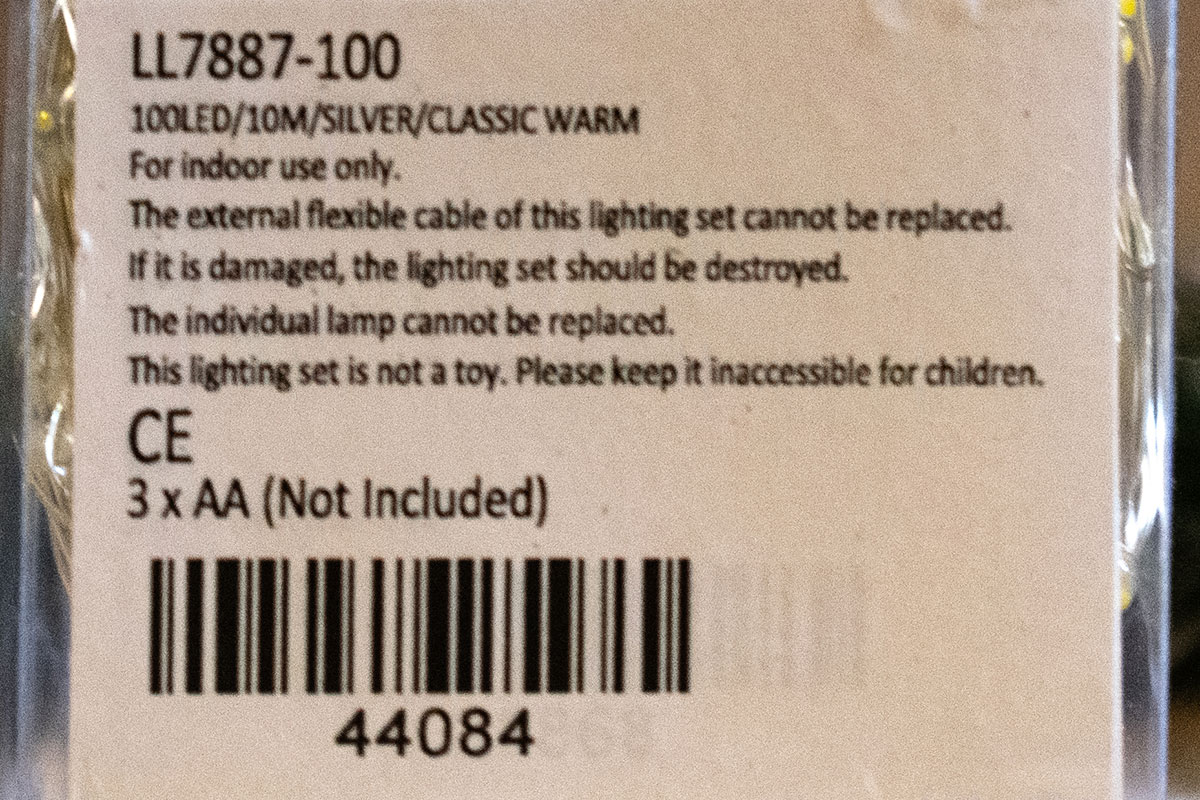 LL7887-100
100LED/10M/SILVER/CLASSIC WARM
For indoor use only.
The external flexible cable of this lighting set cannot be replaced.
If it is damaged, the lighting set should be destroyed.
The individual lamp cannot be replaced.
This lighting set is not a toy. Please keep it inaccessible for children.
CE
3 x AA (Not Included)
44084